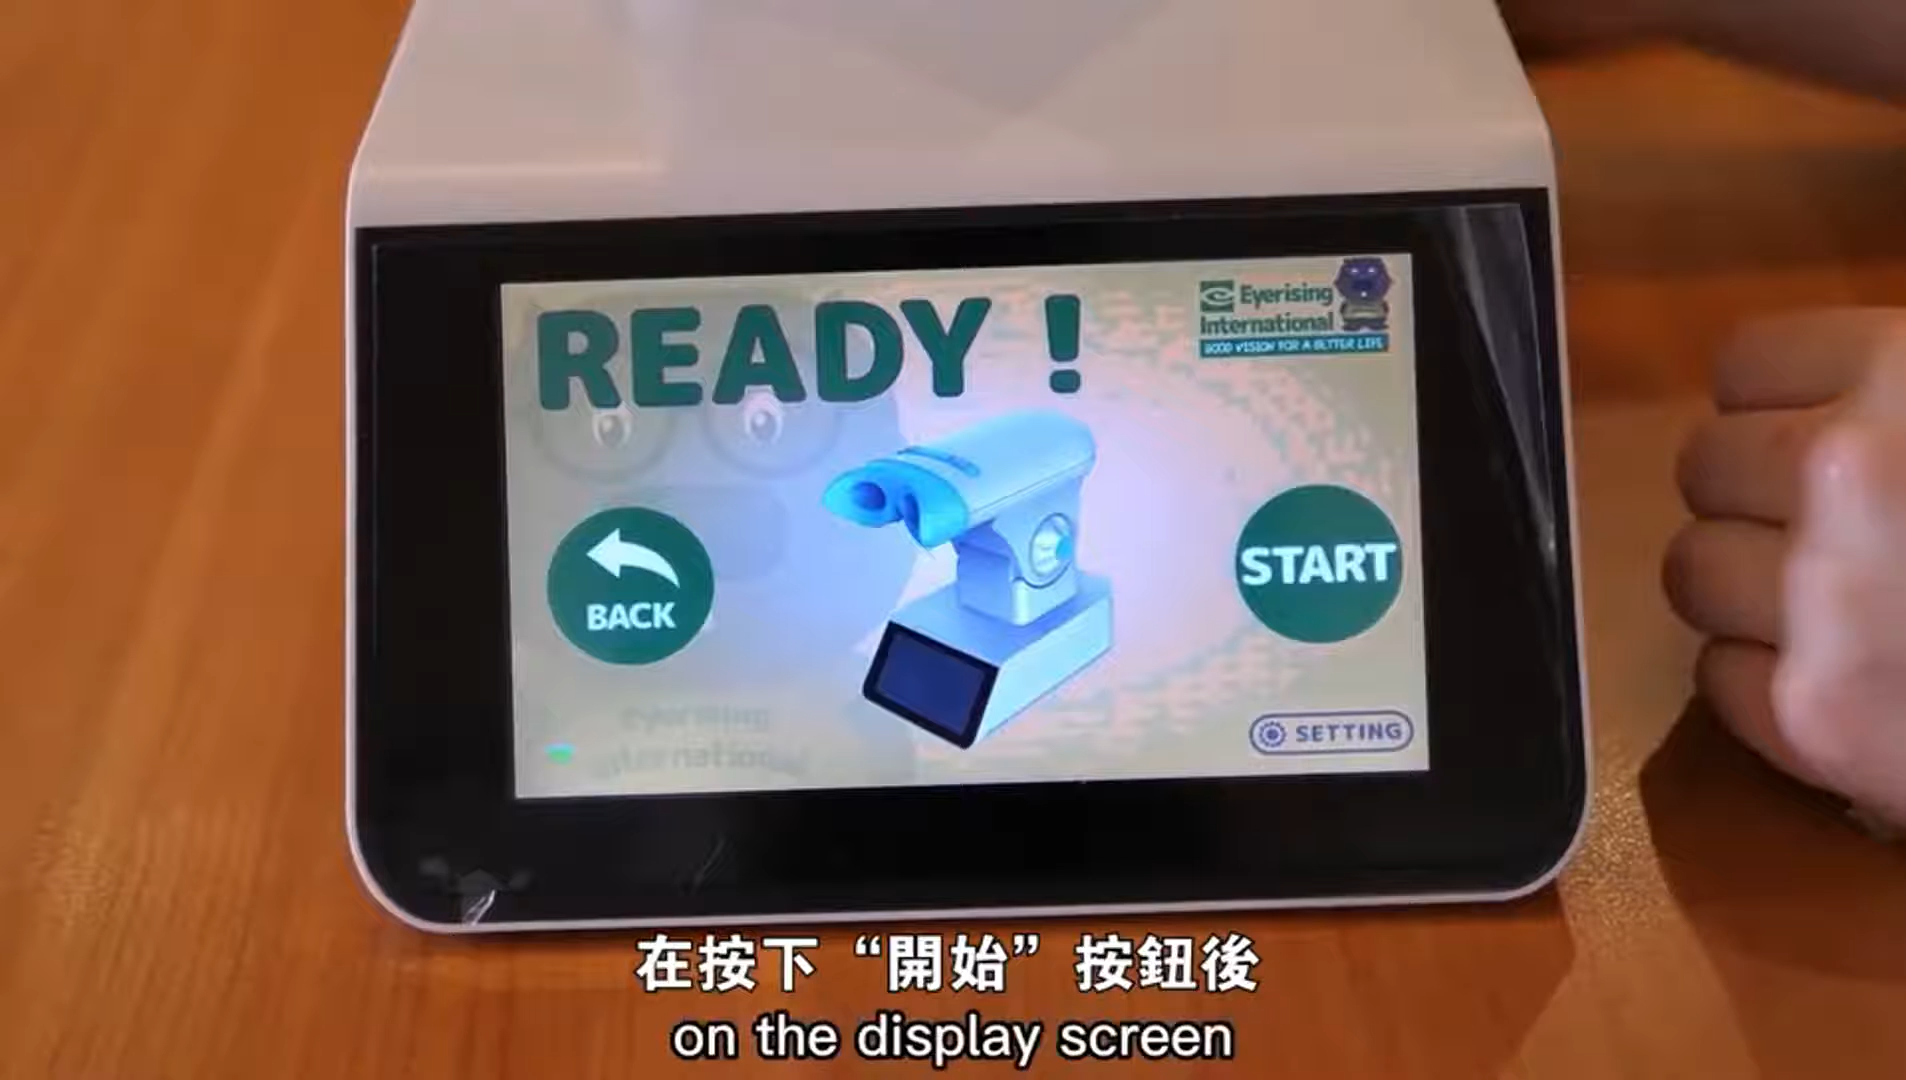 READY !
Eyerising
International
GOOD VISION FOR A BETTER LIFE
BACK
START
SETTING
在按下“開始”按鈕後
on the display screen